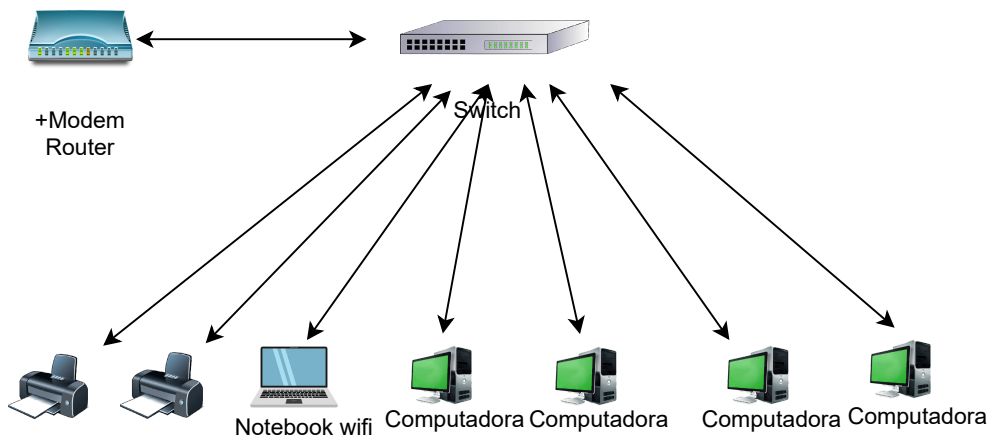 +Modem
Router
Switch
Notebook wifi
Computadora
Computadora
Computadora
Computadora